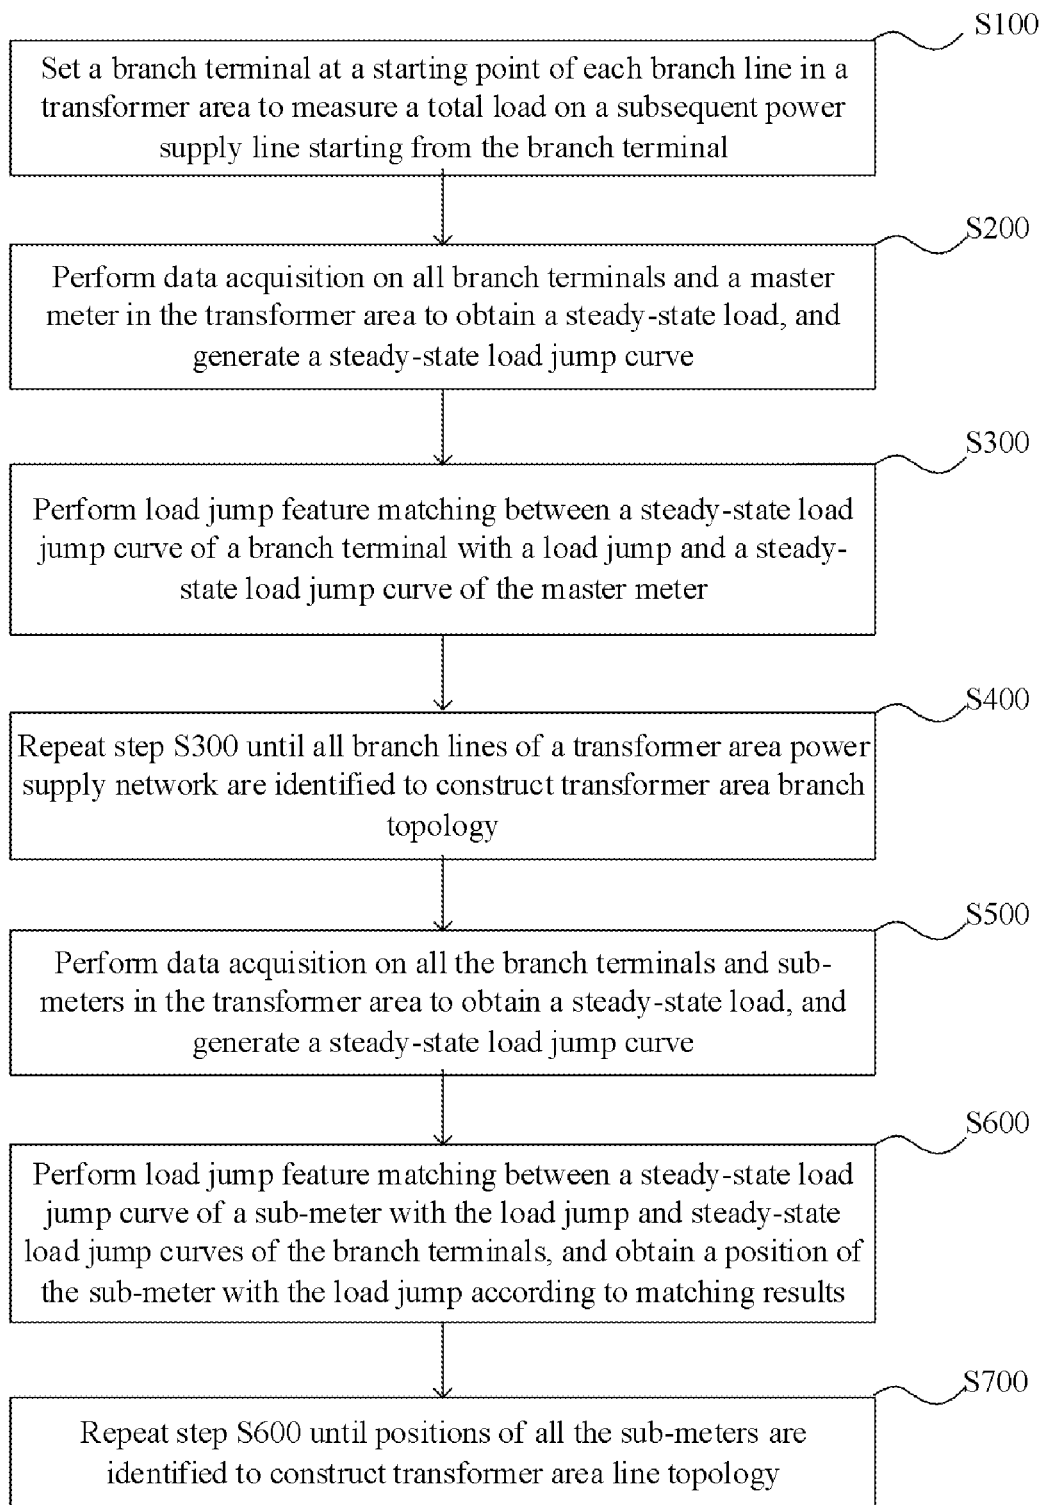 S100
Set a branch terminal at a starting point of each branch line in a
transformer area to measure a total load on a subsequent power
supply line starting from the branch terminal
S200
Perform data acquisition on all branch terminals and a master
meter in the transformer area to obtain a steady-state load, and
generate a steady-state load jump curve
S300
Perform load jump feature matching between a steady-state load
jump curve of a branch terminal with a load jump and a steady-
state load jump curve of the master meter
S400
Repeat step S300 until all branch lines of a transformer area power
supply network are identified to construct transformer area branch
topology
S500
Perform data acquisition on all the branch terminals and sub-
meters in the transformer area to obtain a steady-state load, and
generate a steady-state load jump curve
S600
Perform load jump feature matching between a steady-state load
jump curve of a sub-meter with the load jump and steady-state
load jump curves of the branch terminals, and obtain a position of
the sub-meter with the load jump according to matching results
S700
Repeat step S600 until positions of all the sub-meters are
identified to construct transformer area line topology